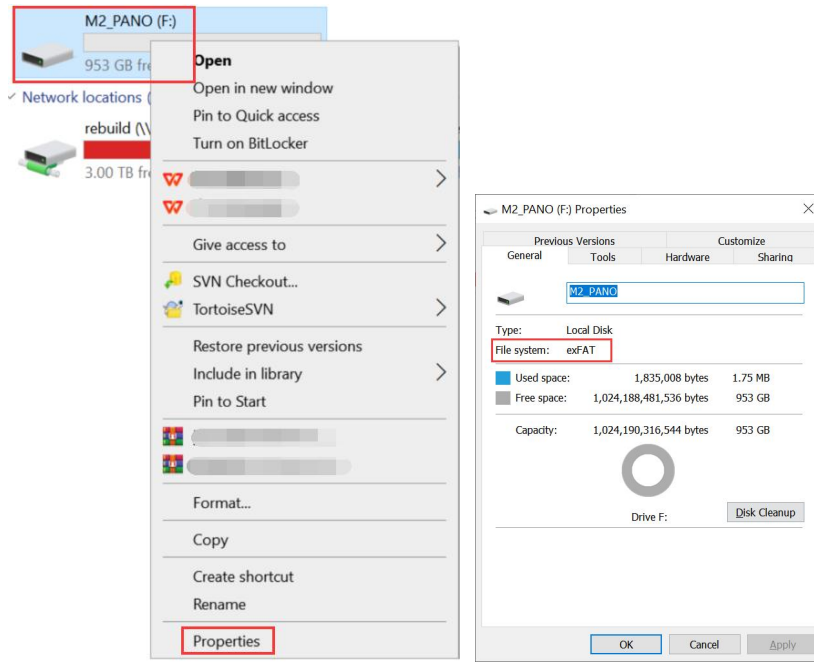 M2_PANO (F:)
953 GB fre
Network locations (
rebuild (\\
3.00 TB fre
Open
Open in new window
Pin to Quick access
Turn on BitLocker
Give access to
SVN Checkout...
TortoiseSVN
Restore previous versions
Include in library
Pin to Start
Format...
Copy
Create shortcut
Rename
Properties
M2_PANO (F:) Properties
Previous Versions Customize
General Tools Hardware Sharing
M2_PANO
Type: Local Disk
File system: exFAT
Used space: 1,835,008 bytes 1.75 MB
Free space: 1,024,188,481,536 bytes 953 GB
Capacity: 1,024,190,316,544 bytes 953 GB
Drive F:
Disk Cleanup
OK Cancel Apply